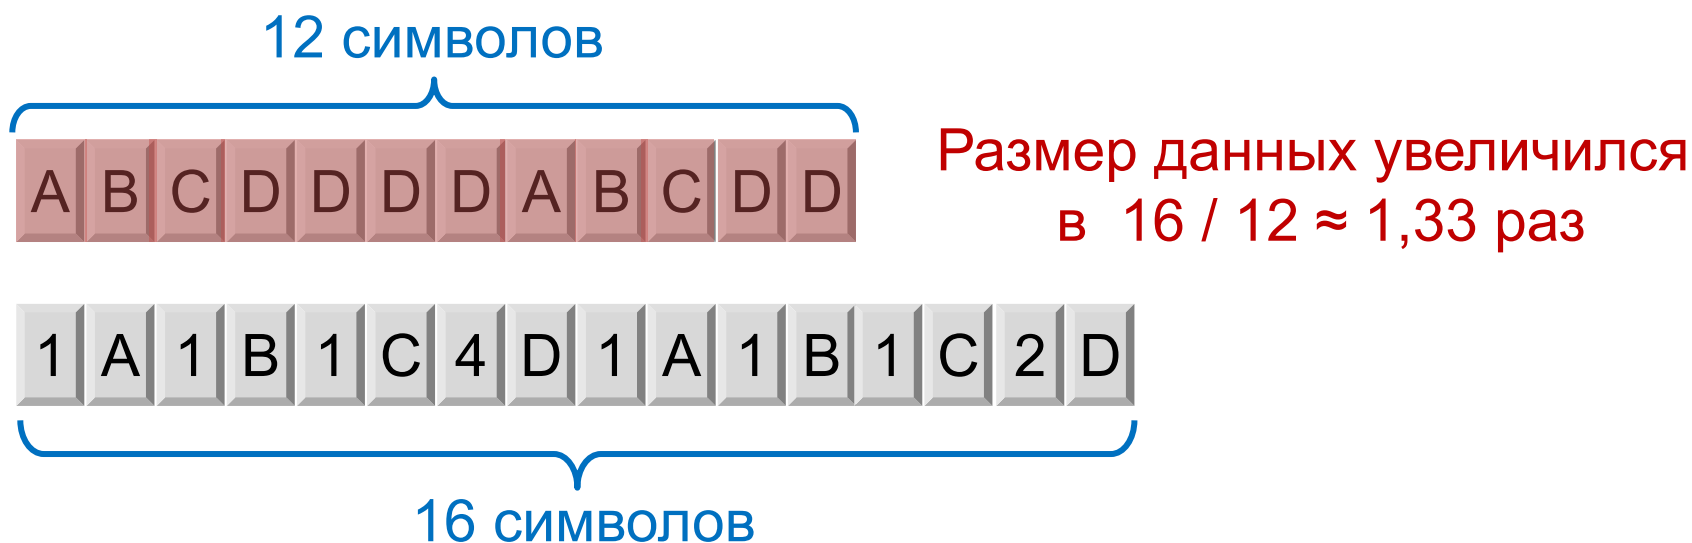 12 символов
A B C D D D D A B C D D
Размер данных увеличился
в 16 / 12 ≈ 1,33 раз
1 A 1 B 1 C 4 D 1 A 1 B 1 C 2 D
16 символов